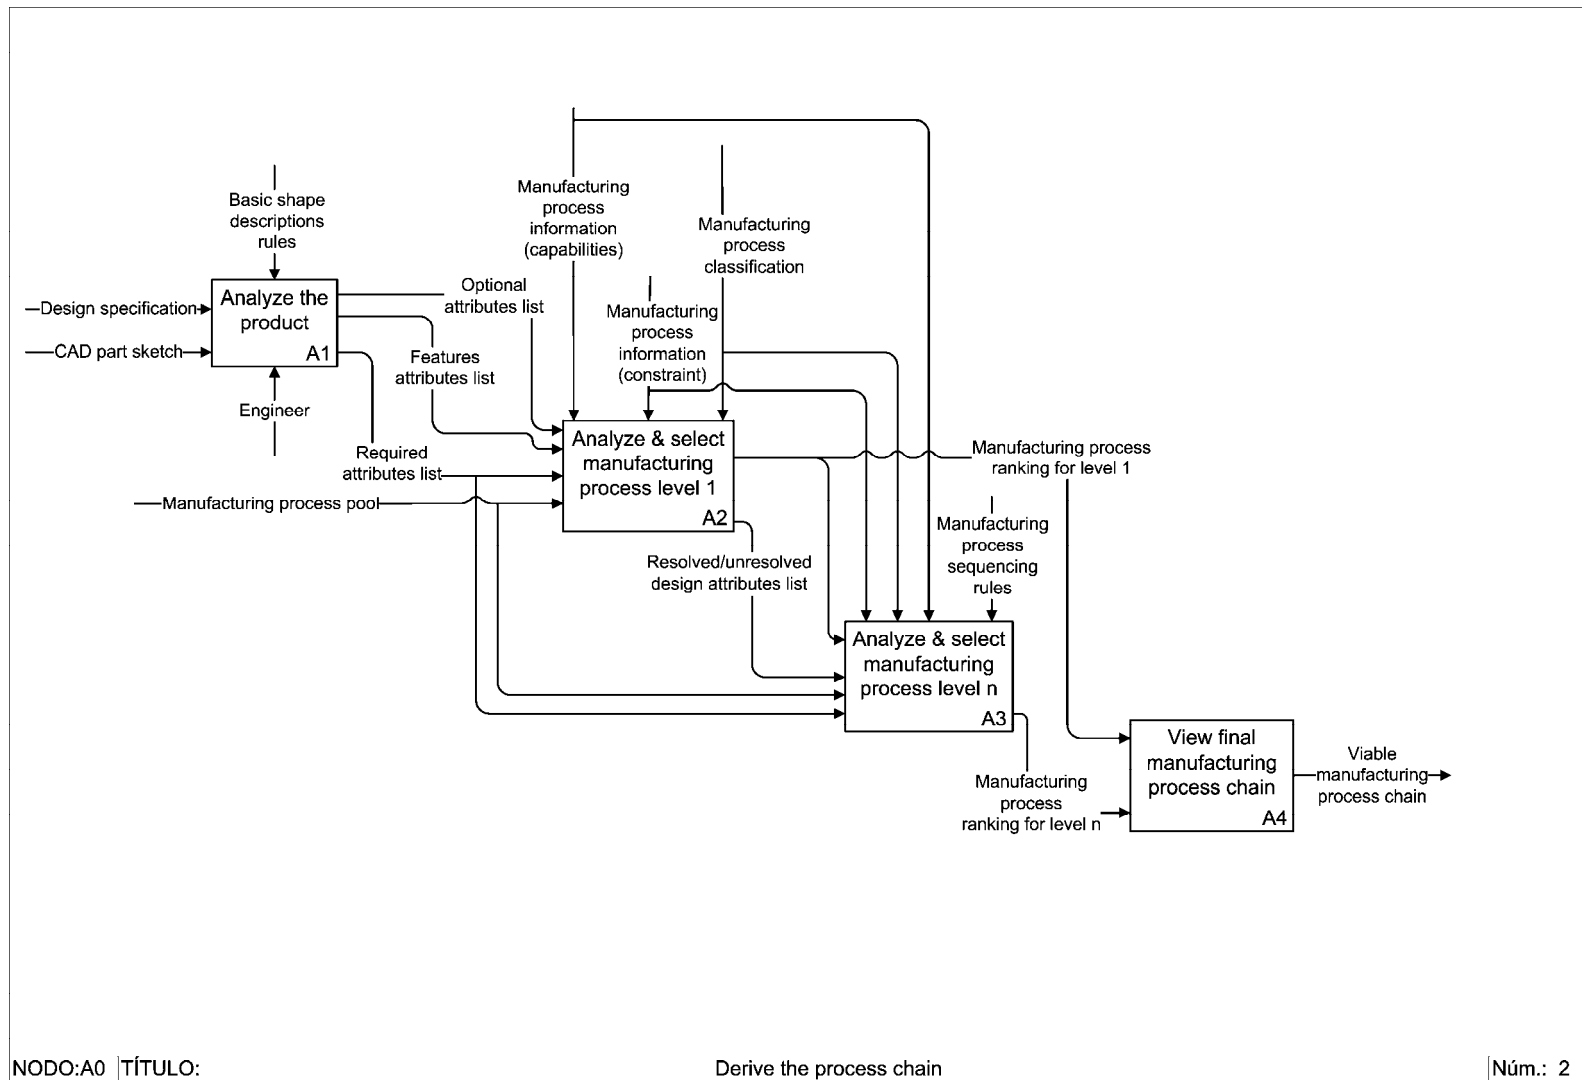 Manufacturing
process
information
(capabilities)
Basic shape
descriptions
rules
Manufacturing
process
classification
Design specification
CAD part sketch
Analyze the
product
A1
Engineer
Optional
attributes list
Features
attributes list
Required
attributes list
Manufacturing process pool
Manufacturing
process
information
(constraint)
Analyze & select
manufacturing
process level 1
A2
Manufacturing process
ranking for level 1
Resolved/unresolved
design attributes list
Manufacturing
process
sequencing
rules
Analyze & select
manufacturing
process level n
A3
Manufacturing
process
ranking for level n
View final
manufacturing
process chain
A4
Viable
manufacturing
process chain
NODO:A0 TÍTULO: Derive the process chain Núm.: 2